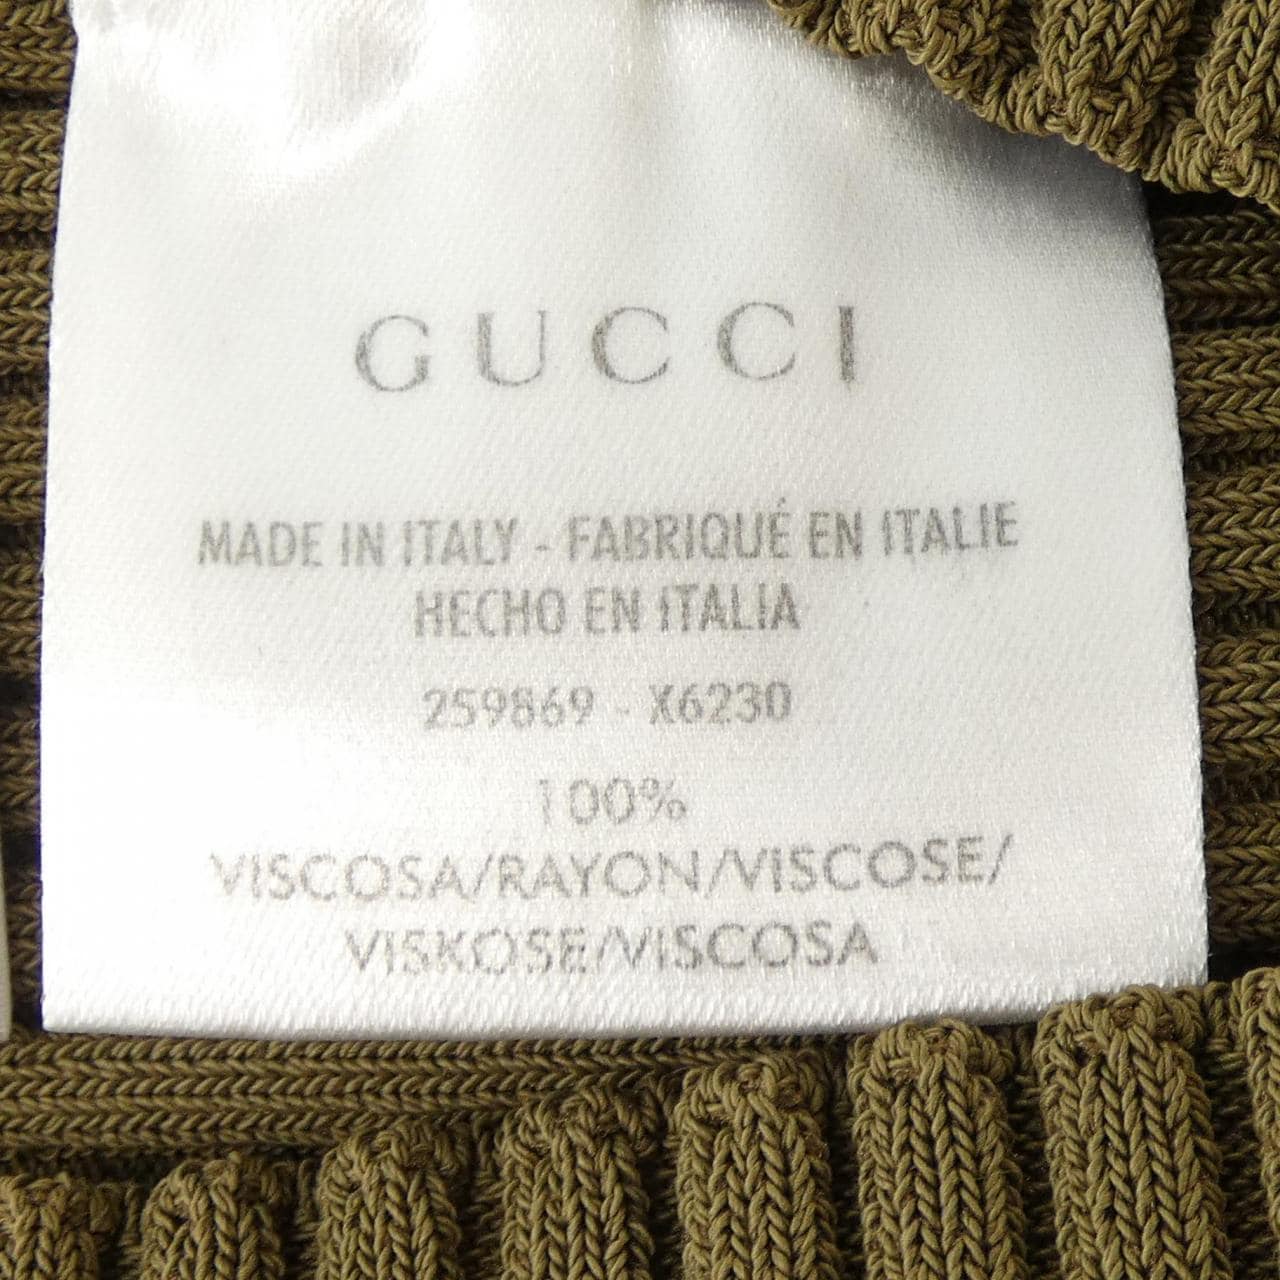 GUCCI
MADE IN ITALY - FABRIQUÉ EN ITALIE
HECHO EN ITALIA
259869 - X6230
100%
VISCOSA/RAYON/VISCOSE/
VISKOSE/VISCOSA